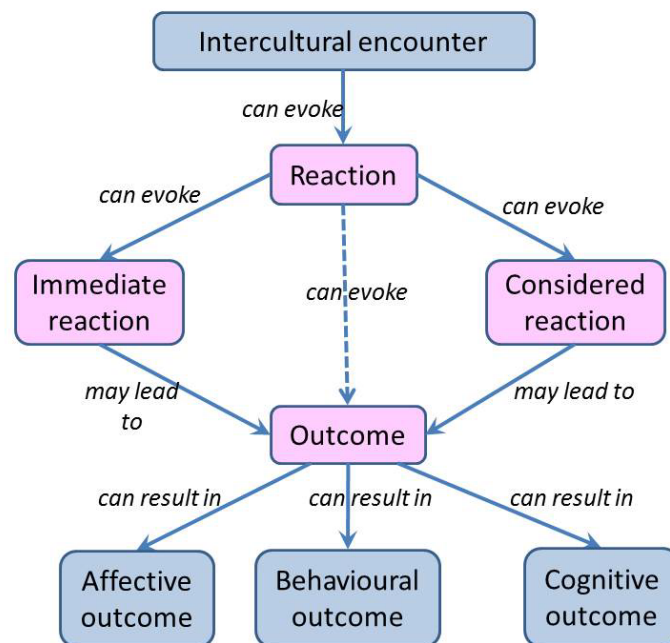 Intercultural encounter
can evoke
Reaction
can evoke
can evoke
Immediate
reaction
can evoke
Considered
reaction
may lead
to
may lead to
Outcome
can result in
can result in
can result in
Affective
outcome
Behavioural
outcome
Cognitive
outcome